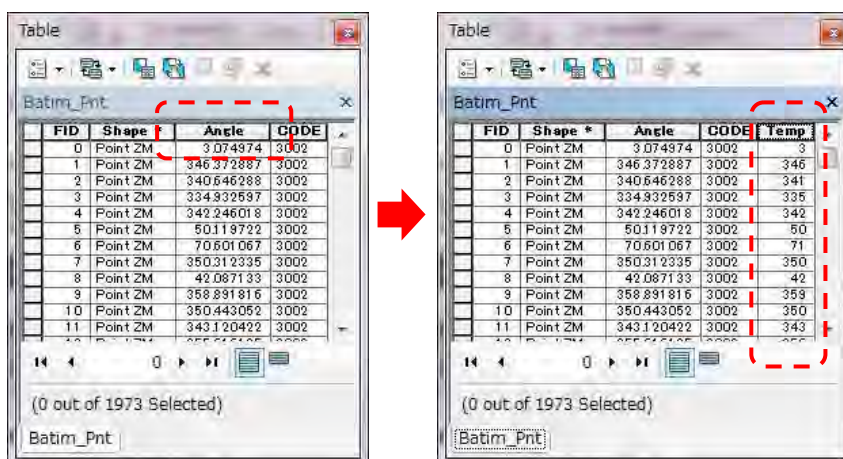 Table
Batim_Pnt
FID Shape * Angle CODE
0 Point ZM 3.074974 3002
1 Point ZM 346.372887 3002
2 Point ZM 340.646288 3002
3 Point ZM 334.932597 3002
4 Point ZM 342.246018 3002
5 Point ZM 50.119722 3002
6 Point ZM 70.601067 3002
7 Point ZM 350.312335 3002
8 Point ZM 42.087133 3002
9 Point ZM 358.891816 3002
10 Point ZM 350.443052 3002
11 Point ZM 343.120422 3002
0
(0 out of 1973 Selected)
Batim_Pnt
Table
Batim_Pnt
FID Shape * Angle CODE Temp
0 Point ZM 3.074974 3002 3
1 Point ZM 346.372887 3002 346
2 Point ZM 340.646288 3002 341
3 Point ZM 334.932597 3002 335
4 Point ZM 342.246018 3002 342
5 Point ZM 50.119722 3002 50
6 Point ZM 70.601067 3002 71
7 Point ZM 350.312335 3002 350
8 Point ZM 42.087133 3002 42
9 Point ZM 358.891816 3002 359
10 Point ZM 350.443052 3002 350
11 Point ZM 343.120422 3002 343
0
(0 out of 1973 Selected)
Batim_Pnt